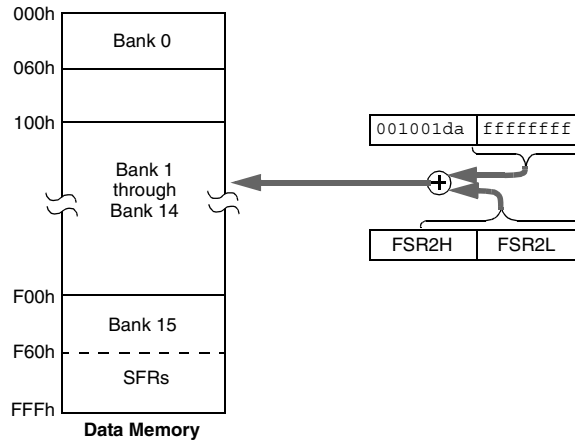 000h
Bank 0
060h
100h
001001da ffffffff
Bank 1
through
Bank 14
FSR2H FSR2L
F00h
Bank 15
F60h
SFRs
FFFh
Data Memory